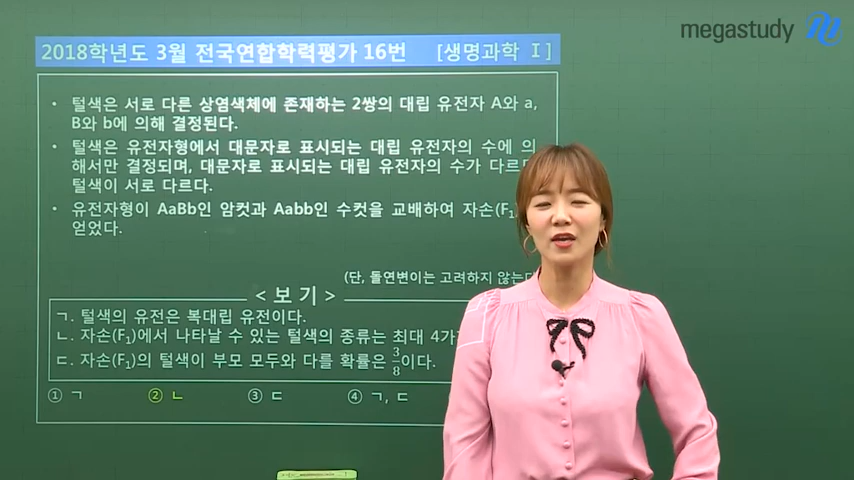 megastudy
2018학년도 3월 전국연합학력평가 16번 [생명과학 Ⅰ]
• 털색은 서로 다른 상염색체에 존재하는 2쌍의 대립 유전자 A와 a,
B와 b에 의해 결정된다.
• 털색은 유전자형에서 대문자로 표시되는 대립 유전자의 수에 의
해서만 결정되며, 대문자로 표시되는 대립 유전자의 수가 다르면
털색이 서로 다르다.
• 유전자형이 AaBb인 암컷과 Aabb인 수컷을 교배하여 자손(F₁)
얻었다.
(단, 돌연변이는 고려하지 않는다
< 보 기 >
ㄱ. 털색의 유전은 복대립 유전이다.
ㄴ. 자손(F₁)에서 나타날 수 있는 털색의 종류는 최대 4가
ㄷ. 자손(F₁)의 털색이 부모 모두와 다를 확률은 3/8이다.
① ㄱ ② ㄴ ③ ㄷ ④ ㄱ, ㄷ